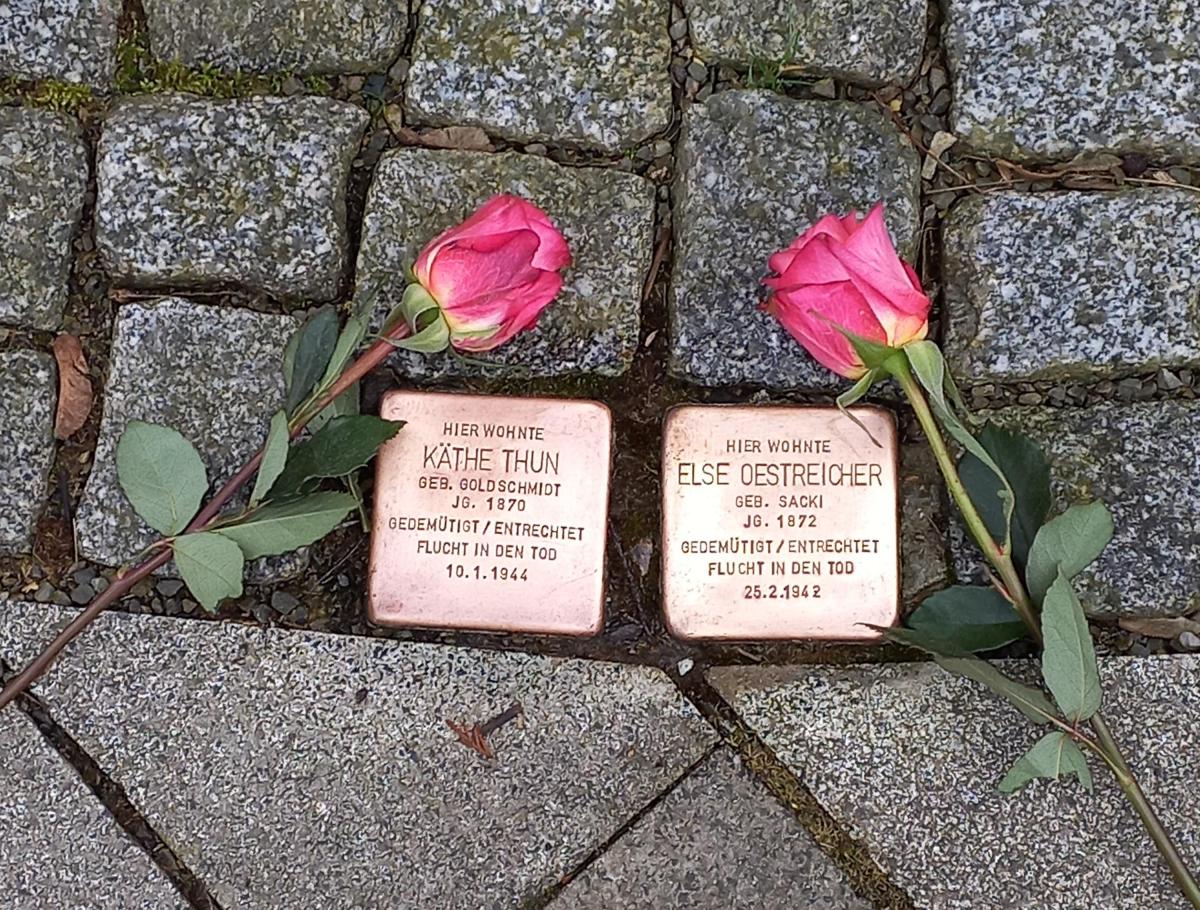 HIER WOHNTE
KÄTHE THUN
GEB. GOLDSCHMIDT
JG. 1870
GEDEMÜTIGT / ENTRECHTET
FLUCHT IN DEN TOD
10.1.1944
HIER WOHNTE
ELSE OESTREICHER
GEB. SACKI
JG. 1872
GEDEMÜTIGT / ENTRECHTET
FLUCHT IN DEN TOD
25.2.1942